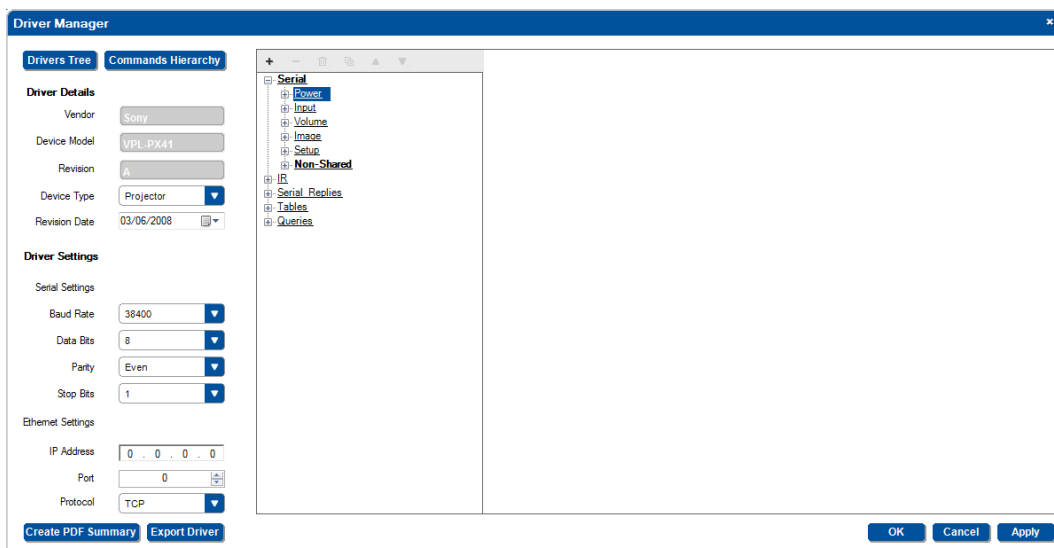 Driver Manager
Drivers Tree
Commands Hierarchy
Driver Details
Vendor
Sony
Device Model
VPL-PX41
Revision
A
Device Type
Projector
Revision Date
03/06/2008
Driver Settings
Serial Settings
Baud Rate
38400
Data Bits
8
Parity
Even
Stop Bits
1
Ethernet Settings
IP Address
0 . 0 . 0 . 0
Port
0
Protocol
TCP
Create PDF Summary
Export Driver
Serial
Power
Input
Volume
Image
Setup
Non-Shared
IR
Serial Replies
Tables
Queries
OK
Cancel
Apply